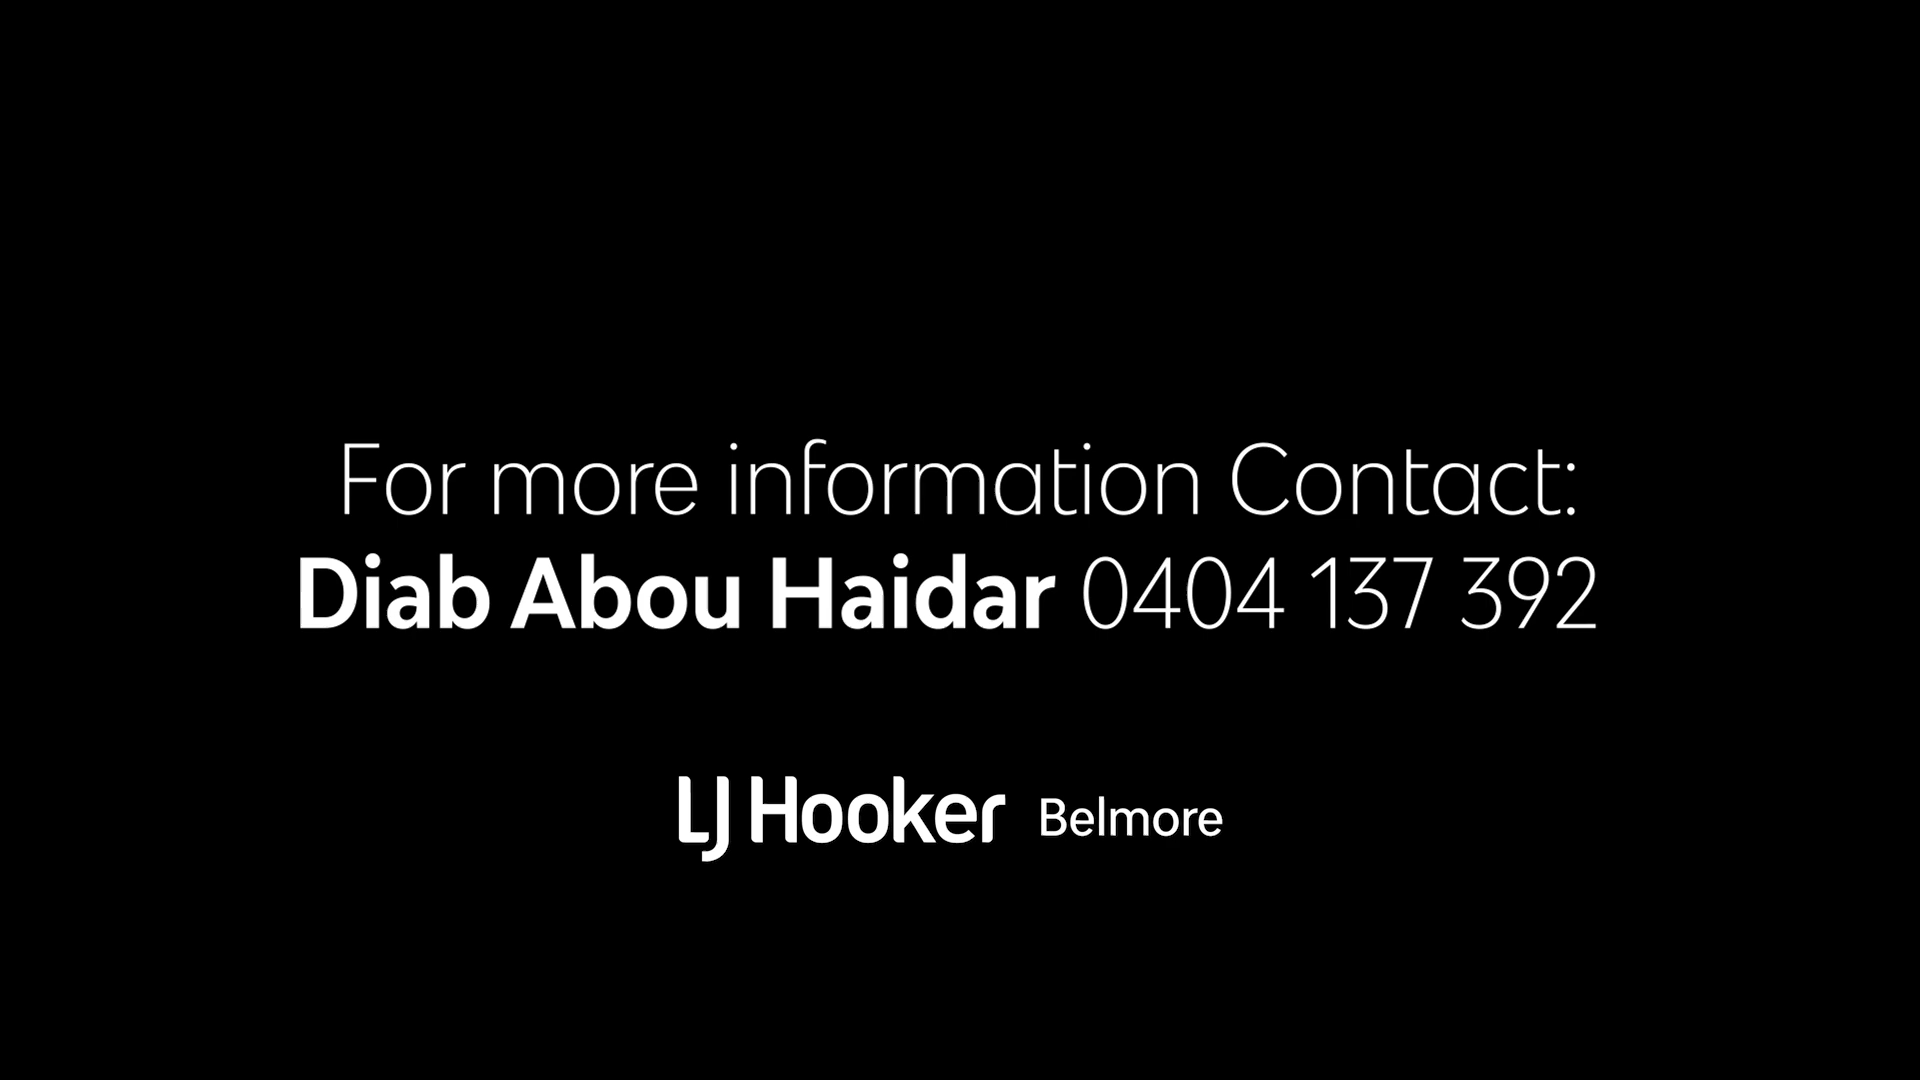 For more information Contact:
Diab Abou Haidar 0404 137 392
LJ Hooker Belmore